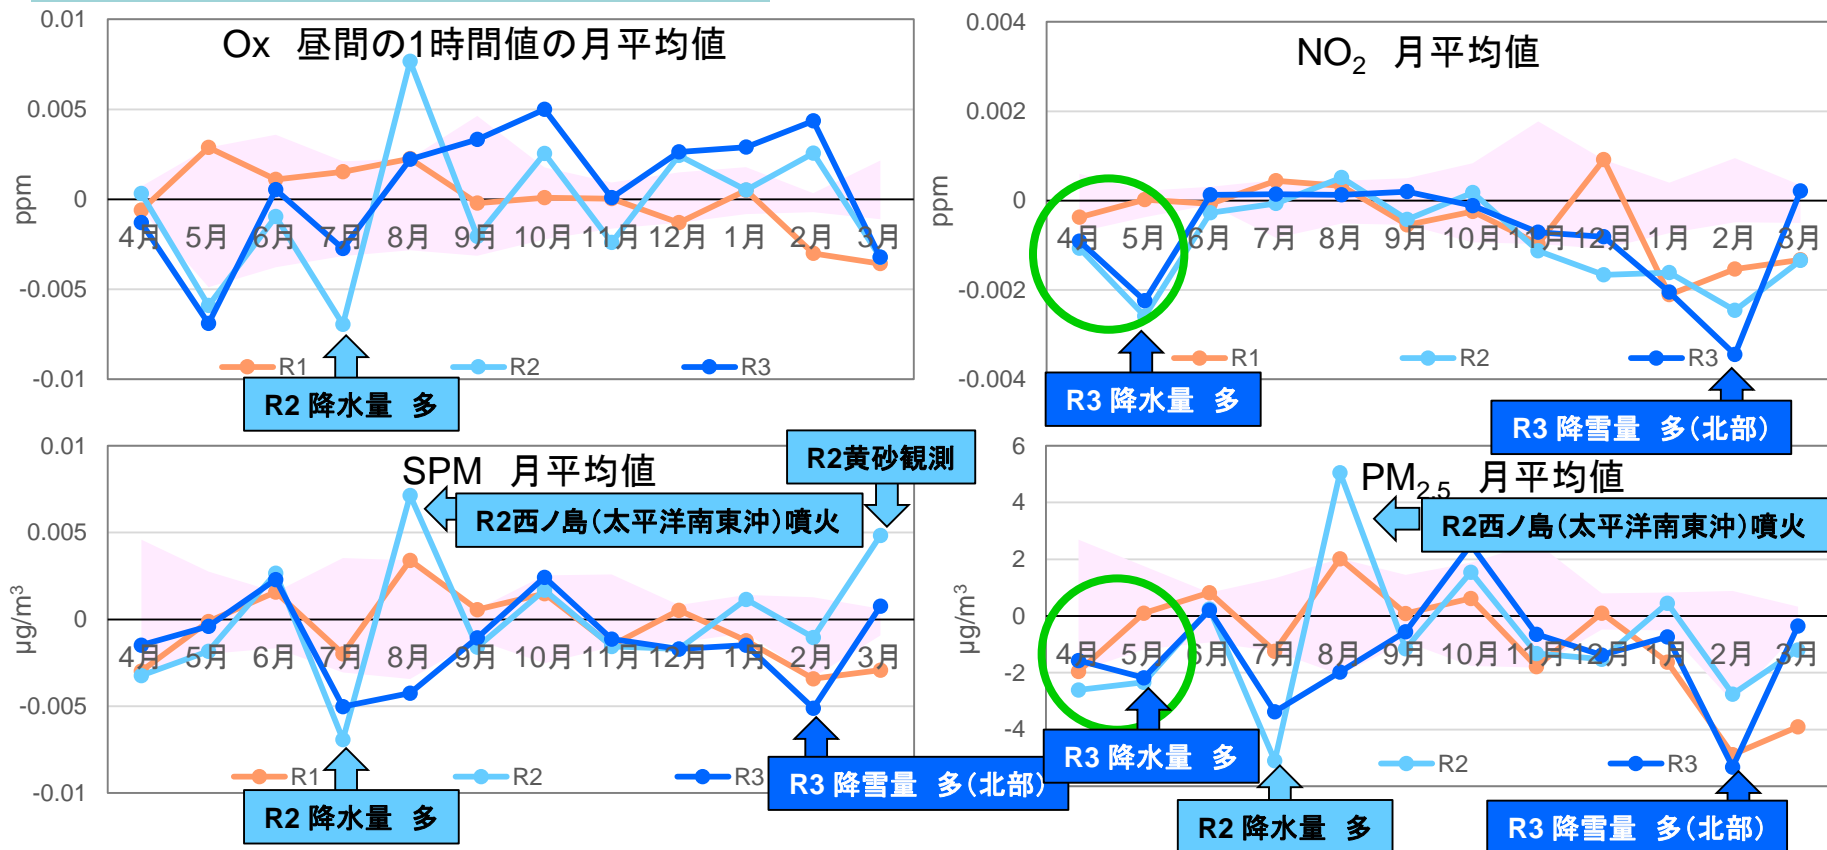 Ox 昼間の1時間値の月平均値
0.01
0.005
0
-0.005
-0.01
ppm
4月 5月 6月 7月 8月 9月 10月 11月 12月 1月 2月 3月
R1 R2 R3
R2 降水量 多
NO2 月平均値
0.004
0.002
0
-0.002
-0.004
ppm
4月 5月 6月 7月 8月 9月 10月 11月 12月 1月 2月 3月
R1 R2 R3
R3 降水量 多
R3 降雪量 多(北部)
SPM 月平均値
0.01
0.005
0
-0.005
-0.01
μg/m3
R2黄砂観測
R2西ノ島(太平洋南東沖)噴火
4月 5月 6月 7月 8月 9月 10月 11月 12月 1月 2月 3月
R1 R2 R3
R2 降水量 多
R3 降雪量 多(北部)
PM2.5 月平均値
6
4
2
0
-2
-4
μg/m3
R2西ノ島(太平洋南東沖)噴火
4月 5月 6月 7月 8月 9月 10月 11月 12月 1月 2月 3月
R2 R3
R3 降水量 多
R2 降水量 多
R3 降雪量 多(北部)